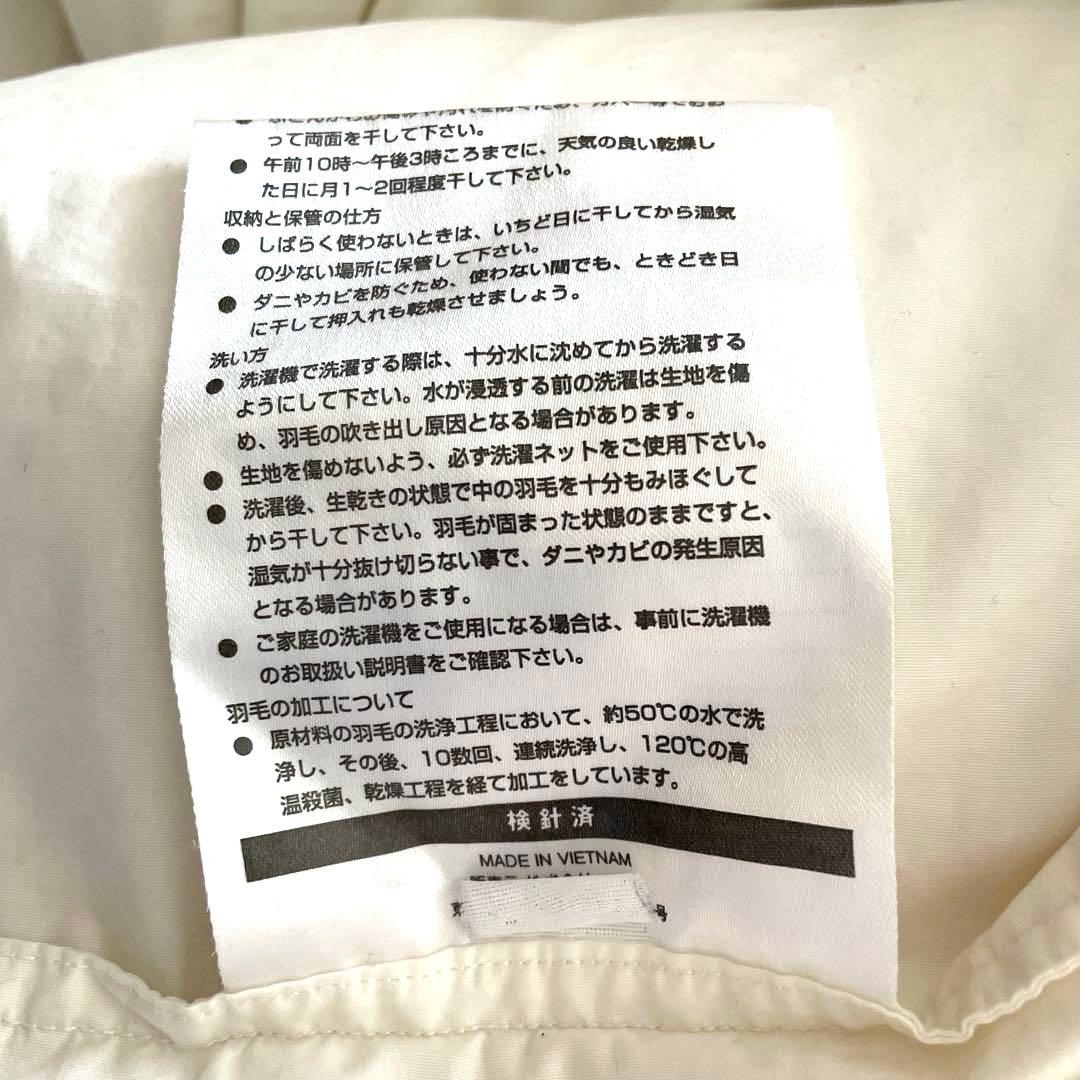 って両面を干して下さい。
● 午前10時～午後3時ころまでに、天気の良い乾燥し
た日に月1～2回程度干して下さい。
収納と保管の仕方
● しばらく使わないときは、いちど日に干してから湿気
の少ない場所に保管して下さい。
● ダニやカビを防ぐため、使わない間でも、ときどき日
に干して押入れも乾燥させましょう。
洗い方
● 洗濯機で洗濯する際は、十分水に沈めてから洗濯する
ようにして下さい。水が浸透する前の洗濯は生地を傷
め、羽毛の吹き出し原因となる場合があります。
● 生地を傷めないよう、必ず洗濯ネットをご使用下さい。
● 洗濯後、生乾きの状態で中の羽毛を十分もみほぐして
から干して下さい。羽毛が固まった状態のままですと、
湿気が十分抜け切らない事で、ダニやカビの発生原因
となる場合があります。
● ご家庭の洗濯機をご使用になる場合は、事前に洗濯機
のお取扱い説明書をご確認下さい。
羽毛の加工について
● 原材料の羽毛の洗浄工程において、約50℃の水で洗
浄し、その後、10数回、連続洗浄し、120℃の高
温殺菌、乾燥工程を経て加工をしています。
検針済
MADE IN VIETNAM
号